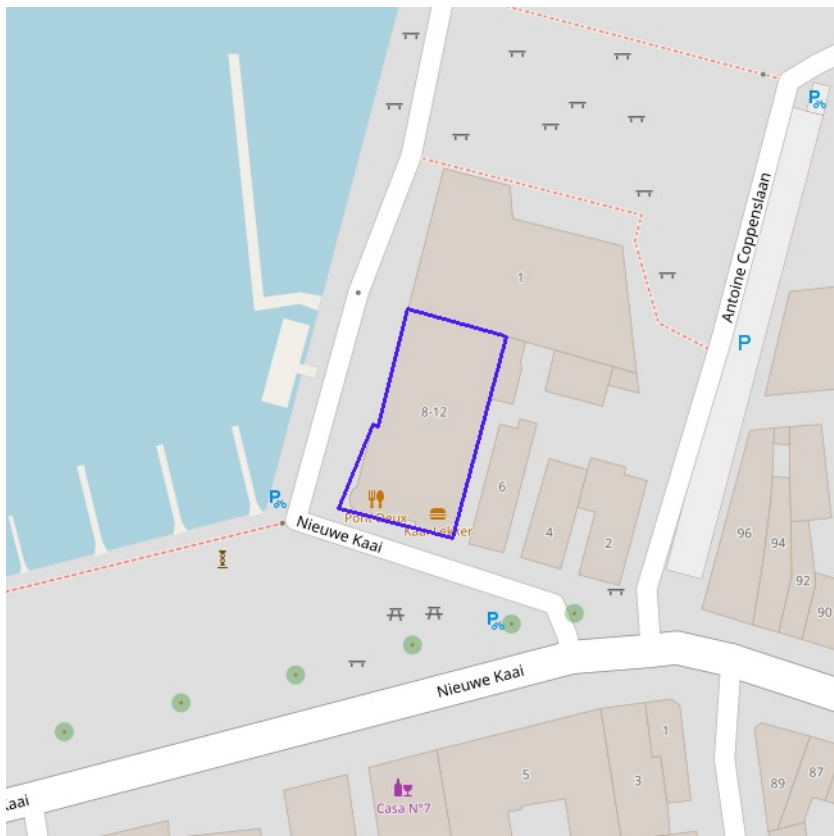 Antoine Coppenslaan
1
P
P
8-12
6
Pont Deux
Kaai Lekker
P
Nieuwe Kaai
4
2
96
94
92
90
P
Nieuwe Kaai
1
5
3
89
87
Casa N°7
Kaai